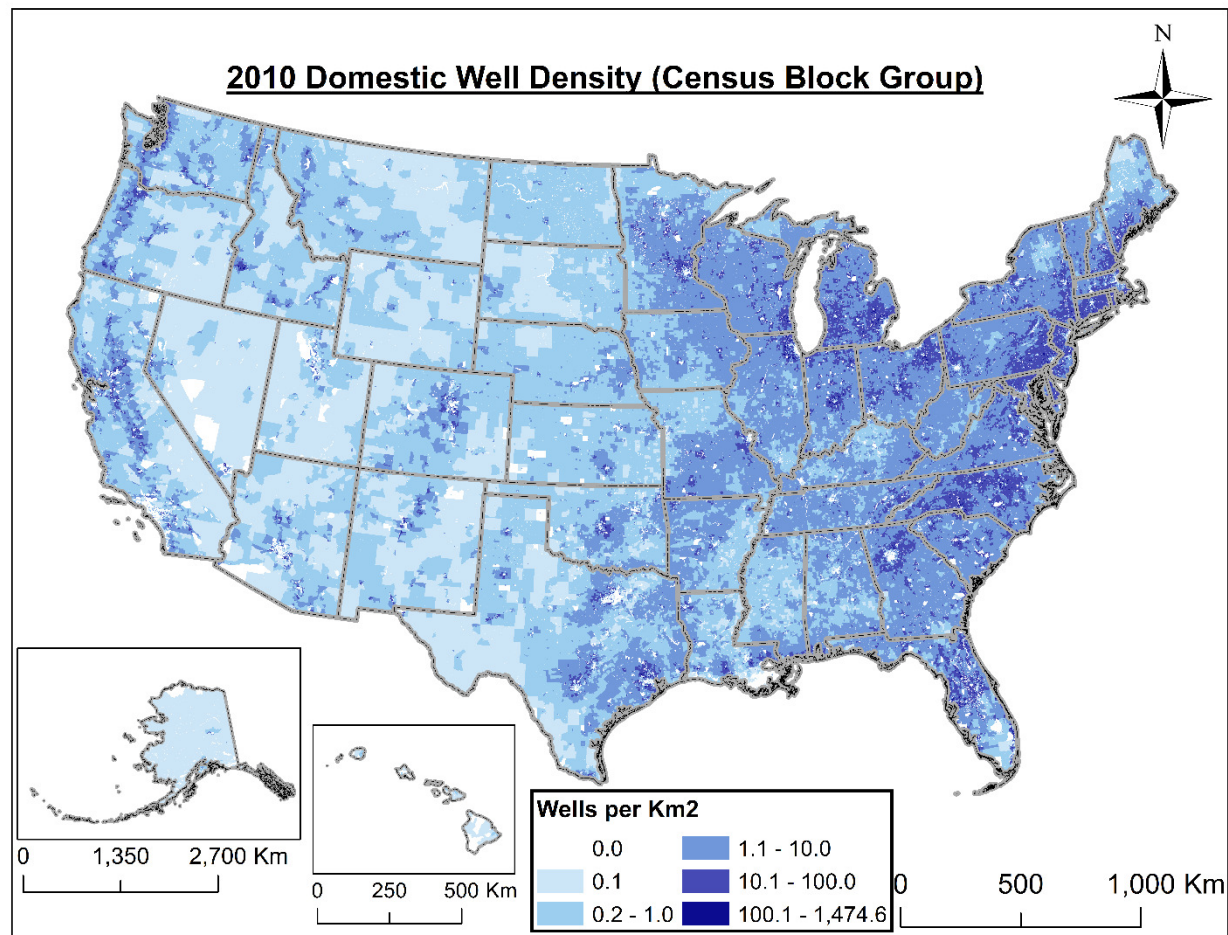 2010 Domestic Well Density (Census Block Group)
N
0 1,350 2,700 Km
0 250 500 Km
Wells per Km2
0.0
0.1
0.2 - 1.0
1.1 - 10.0
10.1 - 100.0
100.1 - 1,474.6
0 500 1,000 Km